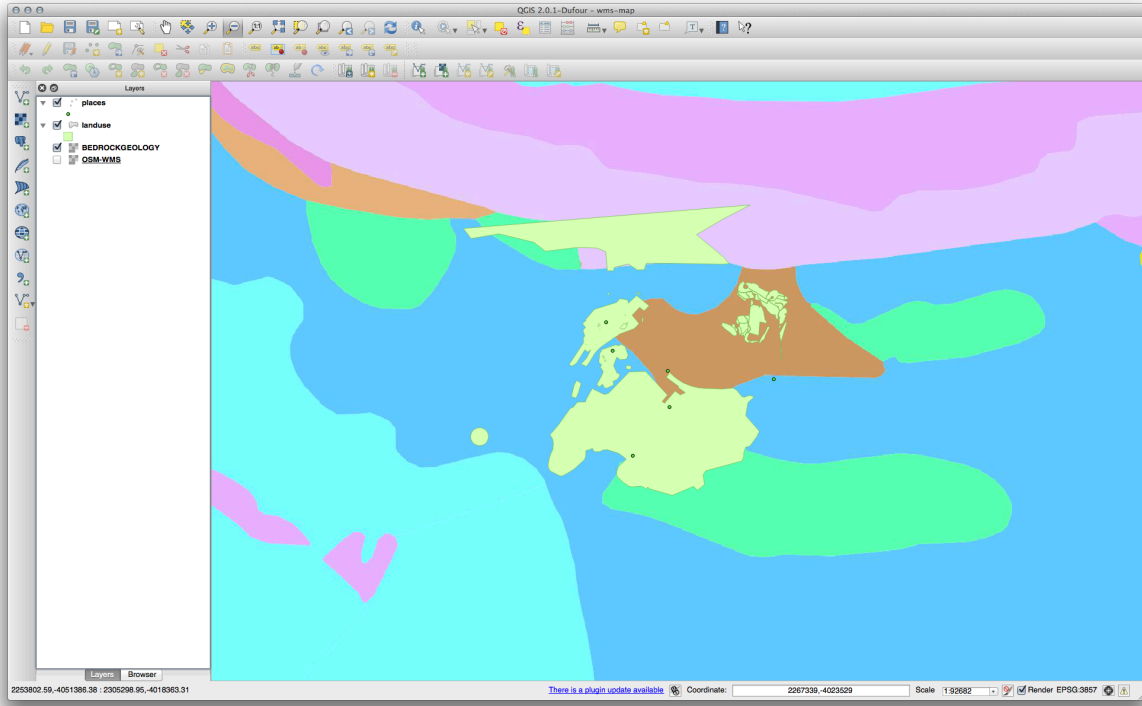 QGIS 2.0.1-Dufour - wms-map
Layers
places
landuse
BEDROCKGEOLOGY
OSM-WMS
Layers Browser
2253802.59,-4051386.38 : 2305298.95,-4018363.31 There is a plugin update available Coordinate: 2267339,-4023529 Scale 1:92682 Render EPSG:3857